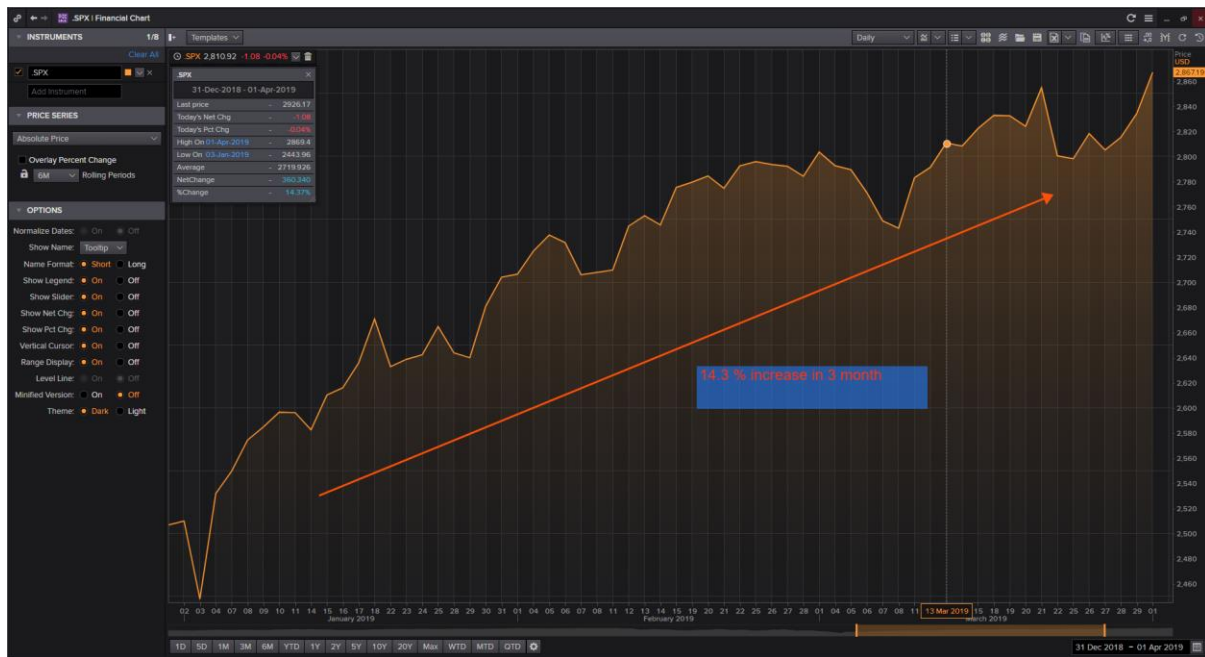 .SPX | Financial Chart
INSTRUMENTS 1/8
Clear All
.SPX
Add Instrument
PRICE SERIES
Absolute Price
Overlay Percent Change
6M Rolling Periods
OPTIONS
Normalize Dates: On Off
Show Name: Tooltip
Name Format: Short Long
Show Legend: On Off
Show Slider: On Off
Show Net Chg: On Off
Show Pct Chg: On Off
Vertical Cursor: On Off
Range Display: On Off
Level Line: On Off
Minified Version: On Off
Theme: Dark Light
Templates
Daily
.SPX 2,810.92 -1.08 -0.04%
.SPX
31-Dec-2018 - 01-Apr-2019
Last price - 2926.17
Today's Net Chg - -1.08
Today's Pct Chg - -0.04%
High On 01-Apr-2019 - 2869.4
Low On 03-Jan-2019 - 2443.96
Average - 2719.926
NetChange - 360.340
%Change - 14.37%
14.3 % increase in 3 month
Price
USD
2,867.19
2,860
2,840
2,820
2,800
2,780
2,760
2,740
2,720
2,700
2,680
2,660
2,640
2,620
2,600
2,580
2,560
2,540
2,520
2,500
2,480
2,460
02 03 04 07 08 09 10 11 14 15 16 17 18 22 23 24 25 28 29 30 31 01 04 05 06 07 08 11 12 13 14 15 19 20 21 22 25 26 27 28 01 04 05 06 07 08 11 13 Mar 2019 15 18 19 20 21 22 25 26 27 28 29 01
January 2019 February 2019 March 2019
1D 5D 1M 3M 6M YTD 1Y 2Y 5Y 10Y 20Y Max WTD MTD QTD
31 Dec 2018 - 01 Apr 2019